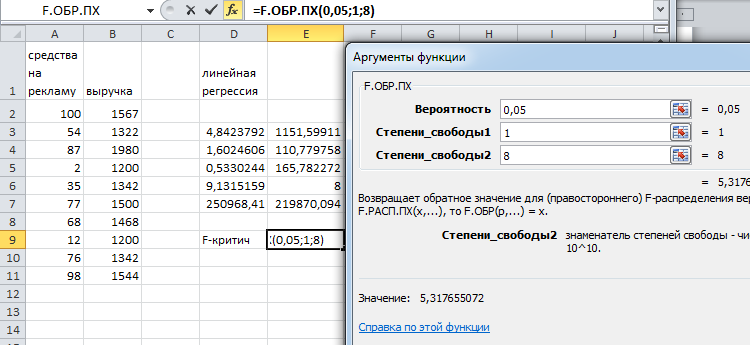 F.ОБР.ПХ
=F.ОБР.ПХ(0,05;1;8)
A B C D E F G H I J K L
1 средства на рекламу выручка линейная регрессия
2 100 1567
3 54 1322 4,8423792 1151,59911
4 87 1980 1,6024606 110,779758
5 2 1200 0,5330244 165,782272
6 35 1342 9,1315159 8
7 77 1500 250968,41 219870,094
8 68 1468
9 12 1200 F-критич (0,05;1;8)
10 76 1342
11 98 1544
12
13
14
Аргументы функции
F.ОБР.ПХ
Вероятность 0,05 = 0,05
Степени_свободы1 1 = 1
Степени_свободы2 8 = 8
= 5,3176
Возвращает обратное значение для (правостороннего) F-распределения вер
F.РАСП.ПХ(x,...), то F.ОБР(p,...) = x.
Степени_свободы2 знаменатель степеней свободы - чи
10^10.
Значение: 5,317655072
Справка по этой функции